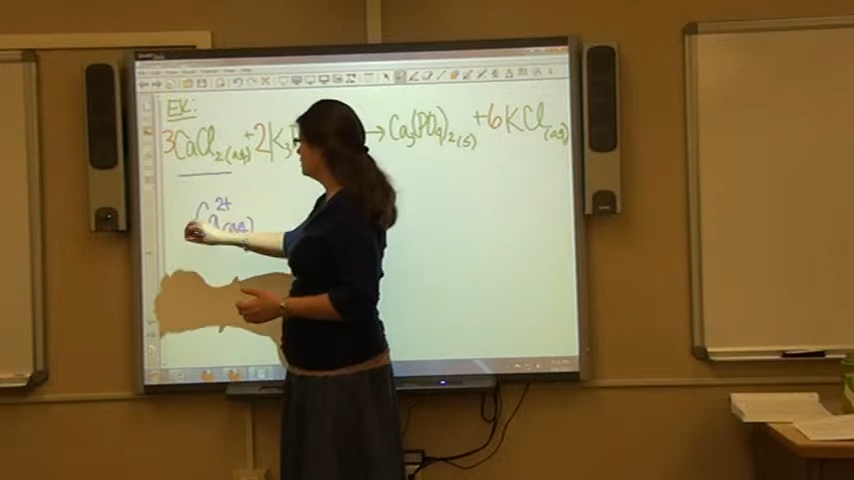 EX:
3CaCl₂(aq) + 2K₃P → Ca₃(PO₄)₂(s) + 6KCl(aq)
Ca²⁺(aq)